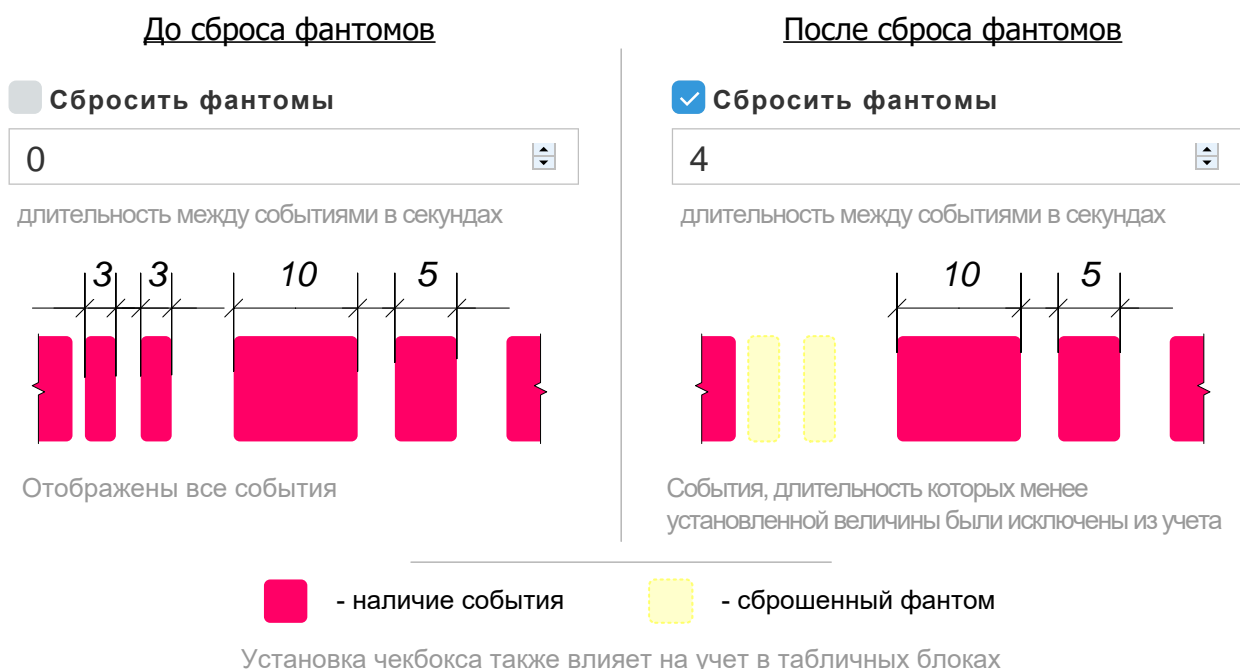 До сброса фантомов
Сбросить фантомы
0
длительность между событиями в секундах
3 3 10 5
Отображены все события
После сброса фантомов
Сбросить фантомы
4
длительность между событиями в секундах
10 5
События, длительность которых менее
установленной величины были исключены из учета
- наличие события
- сброшенный фантом
Установка чекбокса также влияет на учет в табличных блоках